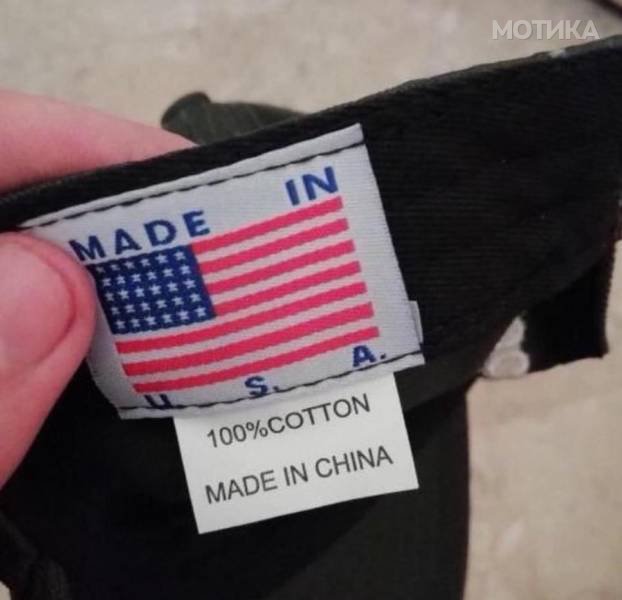 МОТИКА
MADE IN
U. S. A.
100%COTTON
MADE IN CHINA